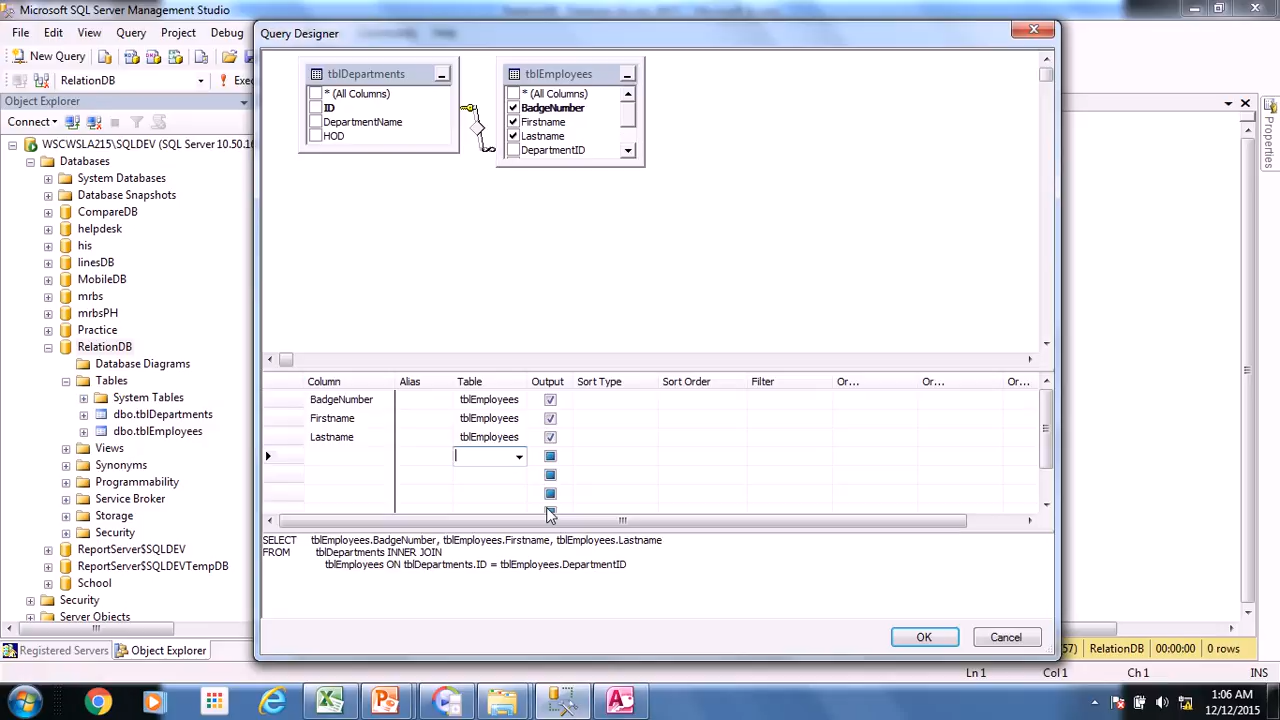 Microsoft SQL Server Management Studio
File Edit View Query Project Debug
New Query
RelationDB
Exec
Object Explorer
Connect
WSCWSLA215\SQLDEV (SQL Server 10.50.16
Databases
System Databases
Database Snapshots
CompareDB
helpdesk
his
linesDB
MobileDB
mrbs
mrbsPH
Practice
RelationDB
Database Diagrams
Tables
System Tables
dbo.tblDepartments
dbo.tblEmployees
Views
Synonyms
Programmability
Service Broker
Storage
Security
ReportServer$SQLDEV
ReportServer$SQLDEVTempDB
School
Security
Server Objects
Registered Servers Object Explorer
Query Designer
tblDepartments
* (All Columns)
ID
DepartmentName
HOD
tblEmployees
* (All Columns)
BadgeNumber
Firstname
Lastname
DepartmentID
Column Alias Table Output Sort Type Sort Order Filter Or... Or... Or...
BadgeNumber tblEmployees
Firstname tblEmployees
Lastname tblEmployees
SELECT tblEmployees.BadgeNumber, tblEmployees.Firstname, tblEmployees.Lastname
FROM tblDepartments INNER JOIN
tblEmployees ON tblDepartments.ID = tblEmployees.DepartmentID
OK Cancel
Properties
57) RelationDB 00:00:00 0 rows
Ln 1 Col 1 Ch 1 INS
1:06 AM
12/12/2015